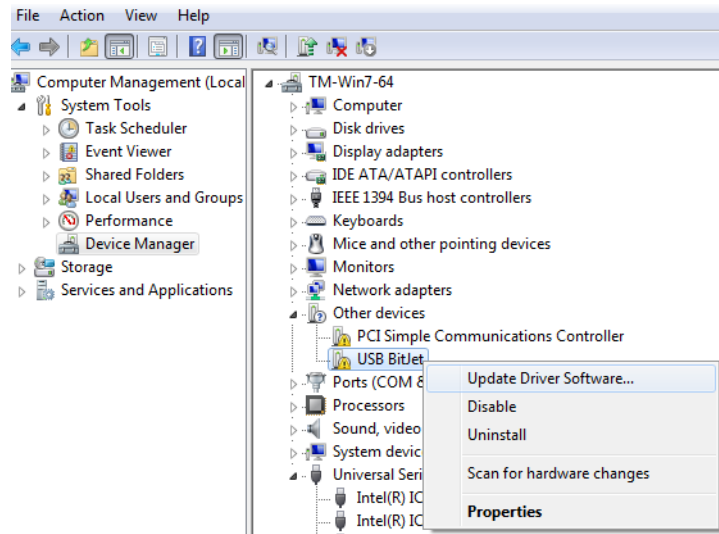 File Action View Help
Computer Management (Local
System Tools
Task Scheduler
Event Viewer
Shared Folders
Local Users and Groups
Performance
Device Manager
Storage
Services and Applications
TM-Win7-64
Computer
Disk drives
Display adapters
IDE ATA/ATAPI controllers
IEEE 1394 Bus host controllers
Keyboards
Mice and other pointing devices
Monitors
Network adapters
Other devices
PCI Simple Communications Controller
USB BitJet
Ports (COM &
Processors
Sound, video
System devic
Universal Seri
Intel(R) IC
Intel(R) IC
Update Driver Software...
Disable
Uninstall
Scan for hardware changes
Properties